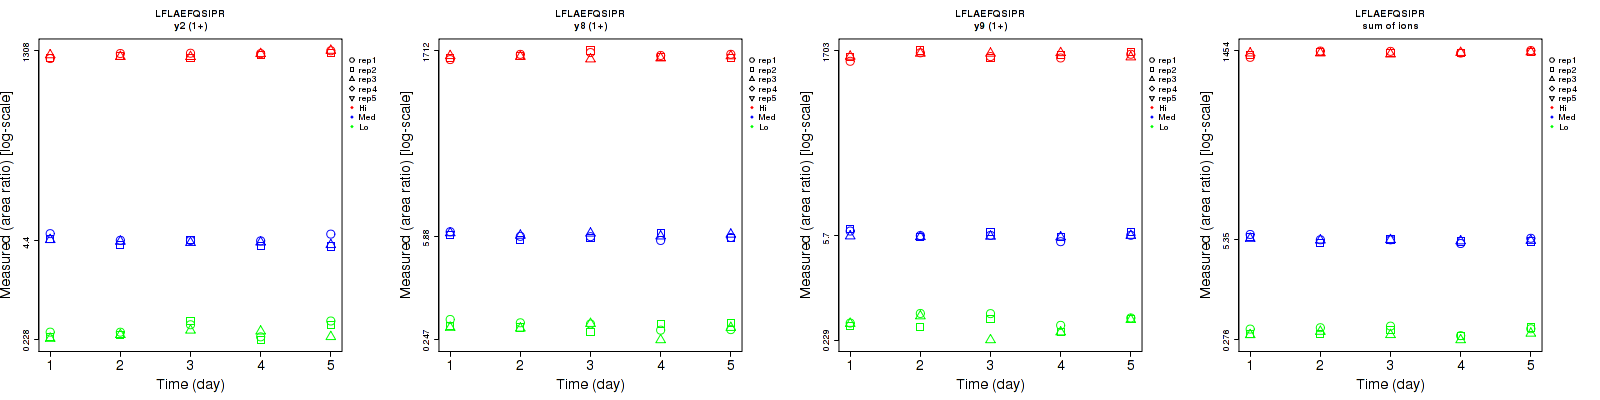 LFLAEFQSIPR
y2 (1+)
Measured (area ratio) [log-scale]
1308
4.4
0.228
1 2 3 4 5
Time (day)
rep1
rep2
rep3
rep4
rep5
Hi
Med
Lo
LFLAEFQSIPR
y8 (1+)
Measured (area ratio) [log-scale]
1712
5.88
0.247
1 2 3 4 5
Time (day)
rep1
rep2
rep3
rep4
rep5
Hi
Med
Lo
LFLAEFQSIPR
y9 (1+)
Measured (area ratio) [log-scale]
1703
5.7
0.229
1 2 3 4 5
Time (day)
rep1
rep2
rep3
rep4
rep5
Hi
Med
Lo
LFLAEFQSIPR
sum of ions
Measured (area ratio) [log-scale]
1454
5.35
0.276
1 2 3 4 5
Time (day)
rep1
rep2
rep3
rep4
rep5
Hi
Med
Lo